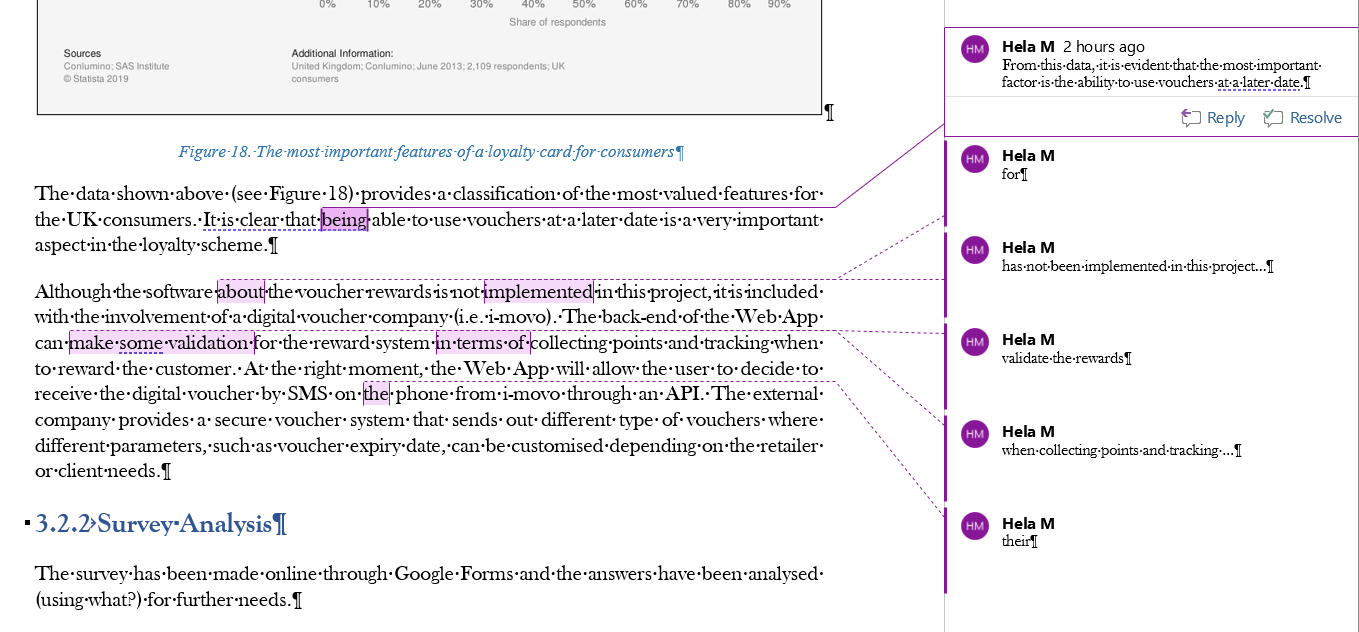 0% 10% 20% 30% 40% 50% 60% 70% 80% 90%
Share of respondents
Sources
Conlumino; SAS Institute
© Statista 2019
Additional Information:
United Kingdom; Conlumino; June 2013; 2,109 respondents; UK
consumers
¶
Figure·18.·The·most·important·features·of·a·loyalty·card·for·consumers¶
The·data·shown·above·(see·Figure·18)·provides·a·classification·of·the·most·valued·features·for·
the·UK·consumers.·It·is·clear·that·being·able·to·use·vouchers·at·a·later·date·is·a·very·important·
aspect·in·the·loyalty·scheme.¶
Although·the·software·about·the·voucher·rewards·is·not·implemented·in·this·project,·it·is·included·
with·the·involvement·of·a·digital·voucher·company·(i.e.·i-movo).·The·back-end·of·the·Web·App·
can·make·some·validation·for·the·reward·system·in·terms·of·collecting·points·and·tracking·when·
to·reward·the·customer.·At·the·right·moment,·the·Web·App·will·allow·the·user·to·decide·to·
receive·the·digital·voucher·by·SMS·on·the·phone·from·i-movo·through·an·API.·The·external·
company·provides·a·secure·voucher·system·that·sends·out·different·type·of·vouchers·where·
different·parameters,·such·as·voucher·expiry·date,·can·be·customised·depending·on·the·retailer·
or·client·needs.¶
3.2.2 Survey·Analysis¶
The·survey·has·been·made·online·through·Google·Forms·and·the·answers·have·been·analysed·
(using·what?)·for·further·needs.¶
HM Hela M 2 hours ago
From·this·data,·it·is·evident·that·the·most·important·
factor·is·the·ability·to·use·vouchers·at·a·later·date.¶
Reply Resolve
HM Hela M
for¶
HM Hela M
has·not·been·implemented·in·this·project...¶
HM Hela M
validate·the·rewards¶
HM Hela M
when·collecting·points·and·tracking·...¶
HM Hela M
their¶